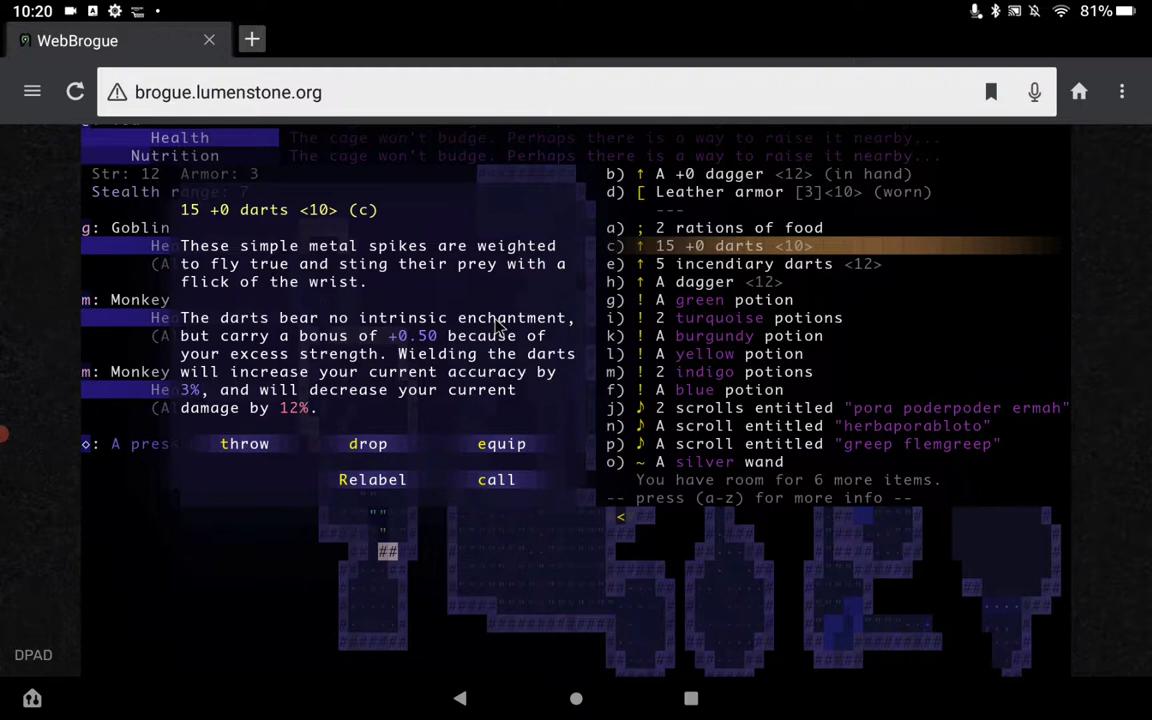 10:20
81%
WebBrogue
brogue.lumenstone.org
Health
The cage won't budge. Perhaps there is a way to raise it nearby...
Nutrition
The cage won't budge. Perhaps there is a way to raise it nearby...
Str: 12 Armor: 3
Stealth range: 7
g: Goblin
He
(A
m: Monkey
He
(A
m: Monkey
He
(A
◇: A pres
15 +0 darts <10> (c)
These simple metal spikes are weighted
to fly true and sting their prey with a
flick of the wrist.
The darts bear no intrinsic enchantment,
but carry a bonus of +0.50 because of
your excess strength. Wielding the darts
will increase your current accuracy by
3%, and will decrease your current
damage by 12%.
throw drop equip
Relabel call
b) ↑ A +0 dagger <12> (in hand)
d) [ Leather armor [3]<10> (worn)
---
a) ; 2 rations of food
c) ↑ 15 +0 darts <10>
e) ↑ 5 incendiary darts <12>
h) ↑ A dagger <12>
g) ! A green potion
i) ! 2 turquoise potions
k) ! A burgundy potion
l) ! A yellow potion
m) ! 2 indigo potions
f) ! A blue potion
j) ♪ 2 scrolls entitled "pora poderpoder ermah"
n) ♪ A scroll entitled "herbaporabloto"
p) ♪ A scroll entitled "greep flemgreep"
o) ~ A silver wand
You have room for 6 more items.
-- press (a-z) for more info --
<
DPAD